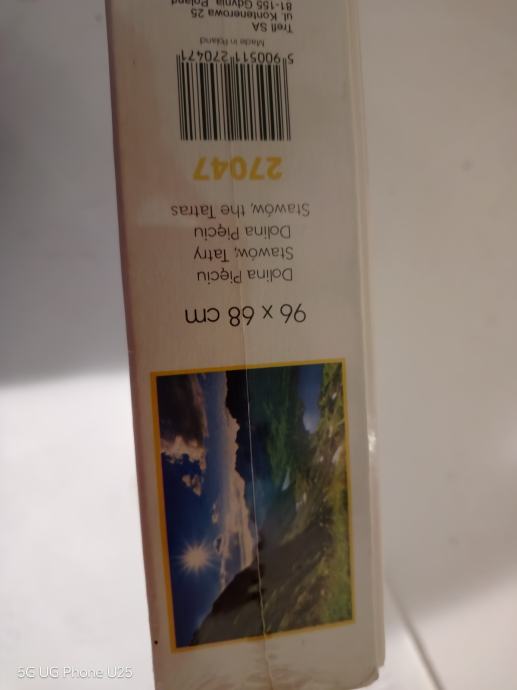 96 x 68 cm
Dolina Pięciu
Stawów, Tatry
Dolina Pięciu
Stawów, the Tatras
27047
5 900511 270471
Made in Poland
Trefl SA
ul. Kontenerowa 25
81-155 Gdynia, Poland
5G UG Phone U25